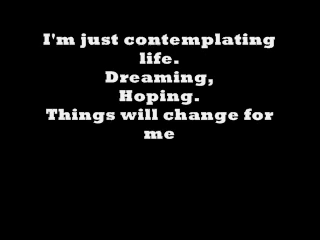 I'm just contemplating
life.
Dreaming,
Hoping.
Things will change for
me